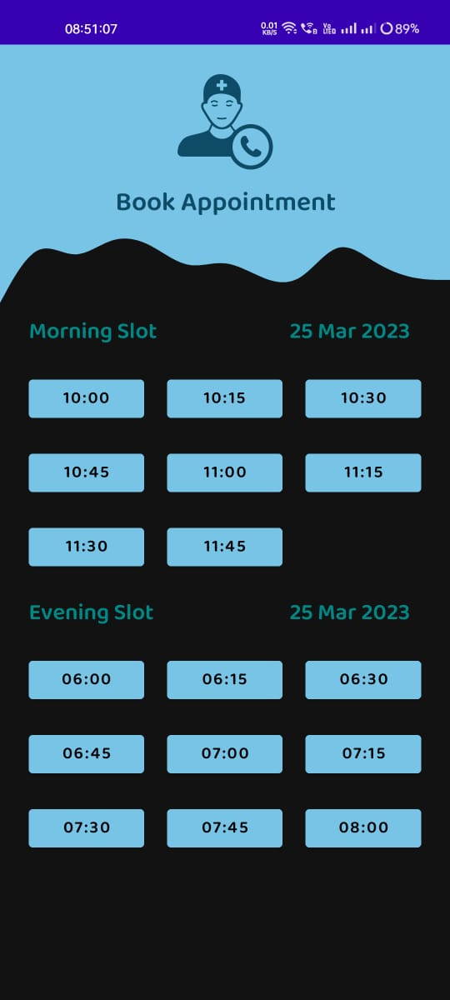 08:51:07 0.01 KB/S B Vo LTE 89%
Book Appointment
Morning Slot 25 Mar 2023
10:00 10:15 10:30
10:45 11:00 11:15
11:30 11:45
Evening Slot 25 Mar 2023
06:00 06:15 06:30
06:45 07:00 07:15
07:30 07:45 08:00